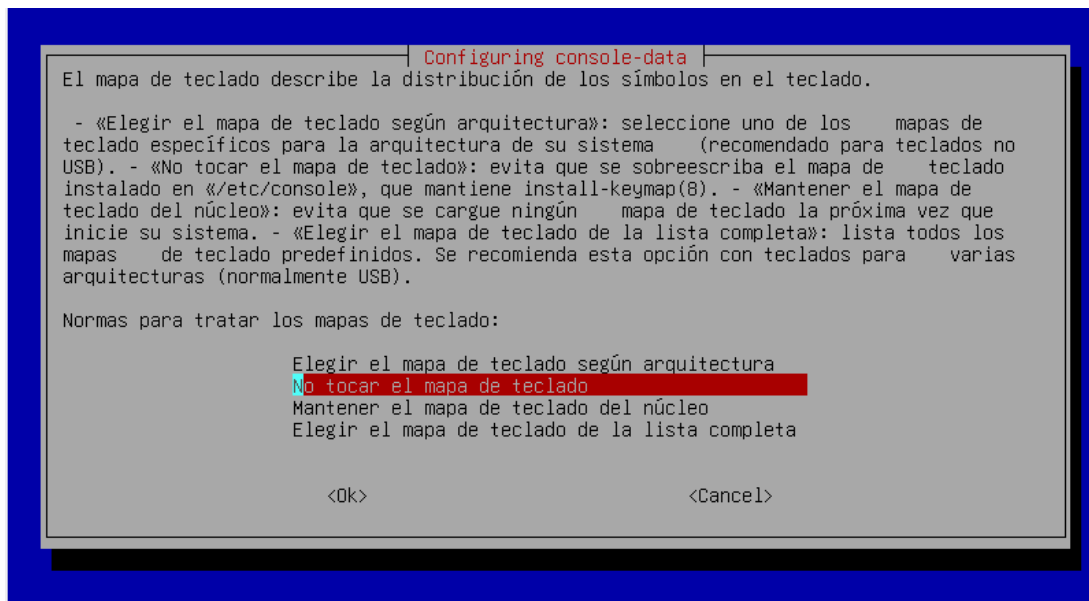 Configuring console-data
El mapa de teclado describe la distribución de los símbolos en el teclado.
- «Elegir el mapa de teclado según arquitectura»: seleccione uno de los    mapas de
teclado específicos para la arquitectura de su sistema    (recomendado para teclados no
USB). - «No tocar el mapa de teclado»: evita que se sobreescriba el mapa de    teclado
instalado en «/etc/console», que mantiene install-keymap(8). - «Mantener el mapa de
teclado del núcleo»: evita que se cargue ningún    mapa de teclado la próxima vez que
inicie su sistema. - «Elegir el mapa de teclado de la lista completa»: lista todos los
mapas    de teclado predefinidos. Se recomienda esta opción con teclados para    varias
arquitecturas (normalmente USB).
Normas para tratar los mapas de teclado:
Elegir el mapa de teclado según arquitectura
No tocar el mapa de teclado
Mantener el mapa de teclado del núcleo
Elegir el mapa de teclado de la lista completa
<Ok> <Cancel>